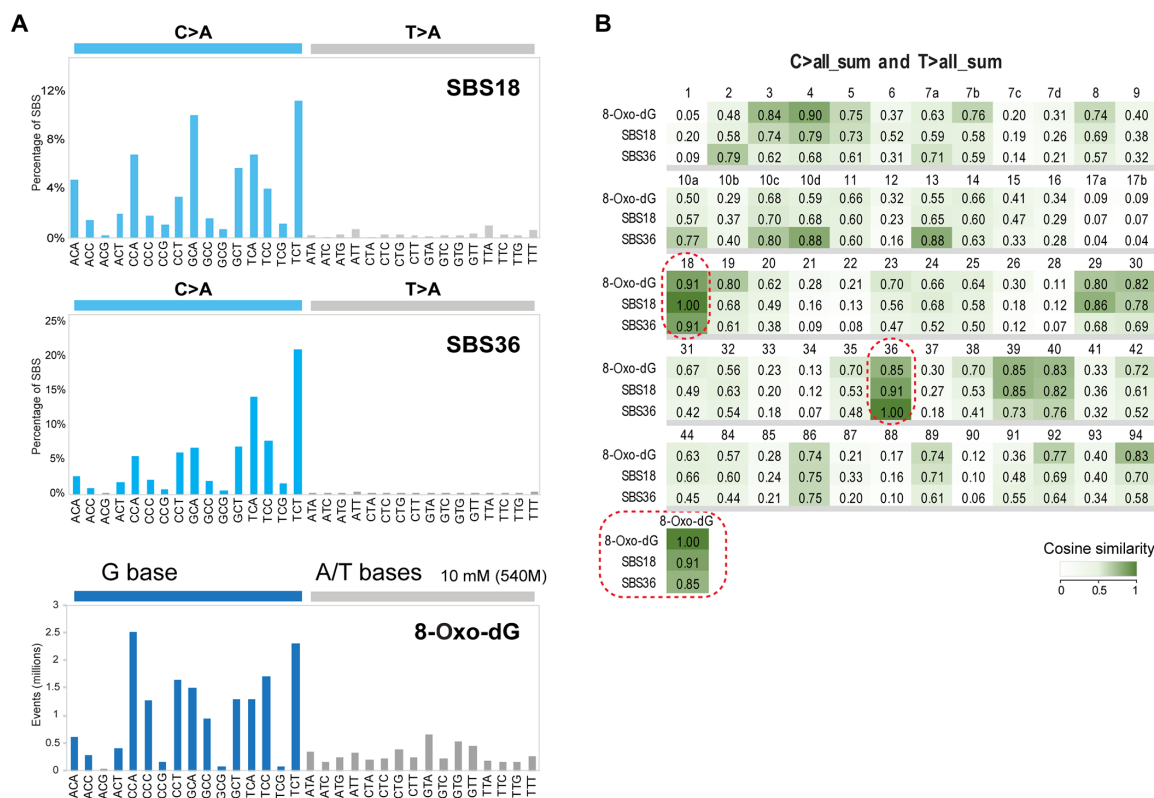 A
C>A T>A
SBS18
Percentage of SBS
12%
8%
4%
0%
ACA ACC ACG ACT CCA CCC CCG CCT GCA GCC GCG GCT TCA TCC TCG TCT ATA ATC ATG ATT CTA CTC CTG CTT GTA GTC GTG GTT TTA TTC TTG TTT
C>A T>A
SBS36
Percentage of SBS
25%
20%
15%
10%
5%
0%
ACA ACC ACG ACT CCA CCC CCG CCT GCA GCC GCG GCT TCA TCC TCG TCT ATA ATC ATG ATT CTA CTC CTG CTT GTA GTC GTG GTT TTA TTC TTG TTT
G base A/T bases 10 mM (540M)
8-Oxo-dG
Events (millions)
3
2.5
2
1.5
1
0.5
0
ACA ACC ACG ACT CCA CCC CCG CCT GCA GCC GCG GCT TCA TCC TCG TCT ATA ATC ATG ATT CTA CTC CTG CTT GTA GTC GTG GTT TTA TTC TTG TTT
B
C>all_sum and T>all_sum
1 2 3 4 5 6 7a 7b 7c 7d 8 9
8-Oxo-dG 0.05 0.48 0.84 0.90 0.75 0.37 0.63 0.76 0.20 0.31 0.74 0.40
SBS18 0.20 0.58 0.74 0.79 0.73 0.52 0.59 0.58 0.19 0.26 0.69 0.38
SBS36 0.09 0.79 0.62 0.68 0.61 0.31 0.71 0.59 0.14 0.21 0.57 0.32
10a 10b 10c 10d 11 12 13 14 15 16 17a 17b
8-Oxo-dG 0.50 0.29 0.68 0.59 0.66 0.32 0.55 0.66 0.41 0.34 0.09 0.09
SBS18 0.57 0.37 0.70 0.68 0.60 0.23 0.65 0.60 0.47 0.29 0.07 0.07
SBS36 0.77 0.40 0.80 0.88 0.60 0.16 0.88 0.63 0.33 0.28 0.04 0.04
18 19 20 21 22 23 24 25 26 28 29 30
8-Oxo-dG 0.91 0.80 0.62 0.28 0.21 0.70 0.66 0.64 0.30 0.11 0.80 0.82
SBS18 1.00 0.68 0.49 0.16 0.13 0.56 0.68 0.58 0.18 0.12 0.86 0.78
SBS36 0.91 0.61 0.38 0.09 0.08 0.47 0.52 0.50 0.12 0.07 0.68 0.69
31 32 33 34 35 36 37 38 39 40 41 42
8-Oxo-dG 0.67 0.56 0.23 0.13 0.70 0.85 0.30 0.70 0.85 0.83 0.33 0.72
SBS18 0.49 0.63 0.20 0.12 0.53 0.91 0.27 0.53 0.85 0.82 0.36 0.61
SBS36 0.42 0.54 0.18 0.07 0.48 1.00 0.18 0.41 0.73 0.76 0.32 0.52
44 84 85 86 87 88 89 90 91 92 93 94
8-Oxo-dG 0.63 0.57 0.28 0.74 0.21 0.17 0.74 0.12 0.36 0.77 0.40 0.83
SBS18 0.66 0.60 0.24 0.75 0.33 0.16 0.71 0.10 0.48 0.69 0.40 0.70
SBS36 0.45 0.44 0.21 0.75 0.20 0.10 0.61 0.06 0.55 0.64 0.34 0.58
8-Oxo-dG
8-Oxo-dG 1.00
SBS18 0.91
SBS36 0.85
Cosine similarity
0 0.5 1